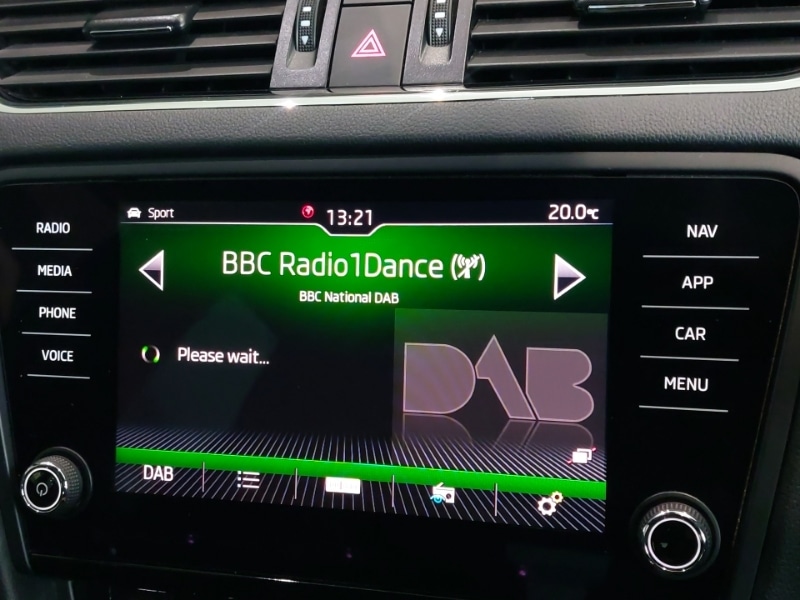 Sport 13:21 20.0°C
RADIO
MEDIA
PHONE
VOICE
BBC Radio1Dance
BBC National DAB
Please wait...
DAB
DAB
NAV
APP
CAR
MENU